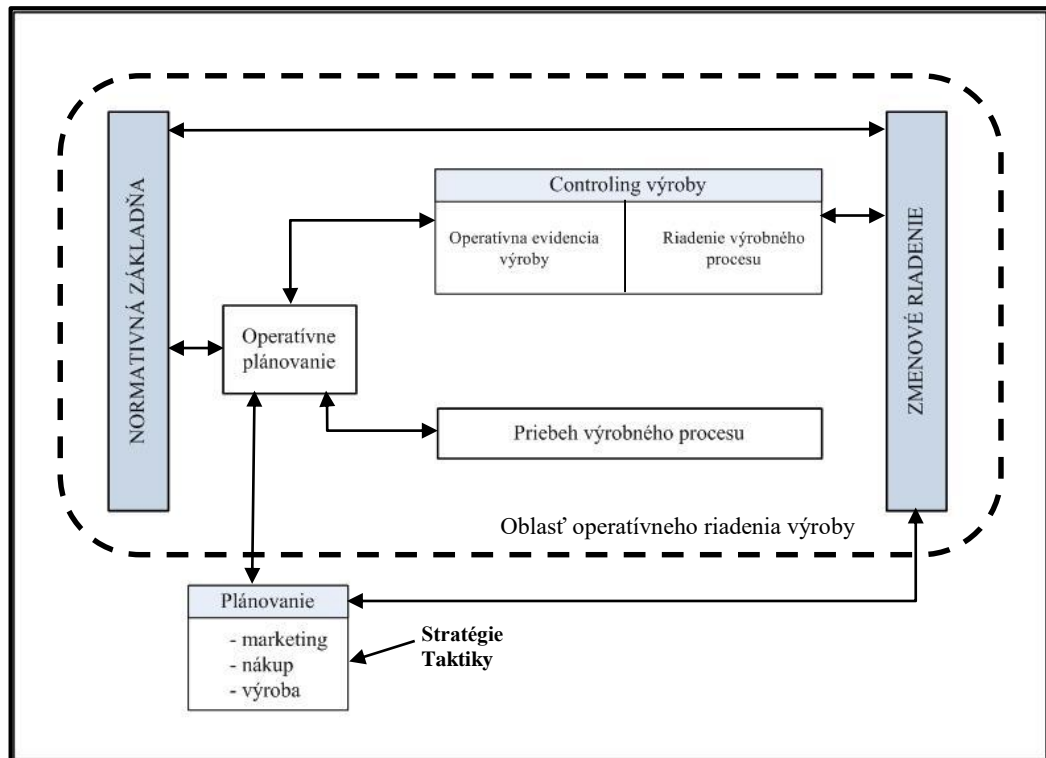 NORMATIVNÁ ZÁKLADŇA
Controling výroby
Operatívna evidencia
výroby
Riadenie výrobného
procesu
ZMENOVÉ RIADENIE
Operatívne
plánovanie
Priebeh výrobného procesu
Oblasť operatívneho riadenia výroby
Plánovanie
- marketing
- nákup
- výroba
Stratégie
Taktiky